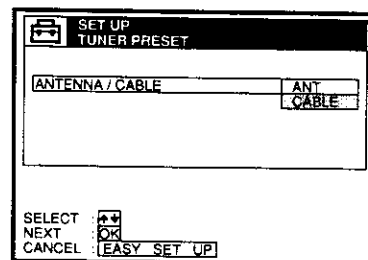 SET UP
TUNER PRESET
ANTENNA / CABLE ANT
CABLE
SELECT :
NEXT : OK
CANCEL : EASY SET UP